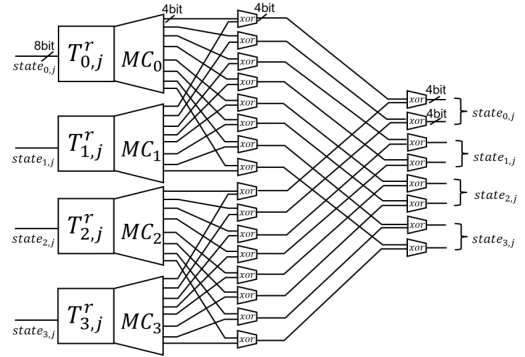 4bit
xor
4bit
8bit
T^r_{0,j}
MC_0
state_{0,j}
xor
xor
xor
xor
xor
xor
xor
xor
4bit
xor
4bit
state_{0,j}
T^r_{1,j}
MC_1
state_{1,j}
xor
xor
state_{1,j}
T^r_{2,j}
MC_2
state_{2,j}
xor
xor
state_{2,j}
T^r_{3,j}
MC_3
state_{3,j}
xor
xor
state_{3,j}
xor
xor
xor
xor
xor
xor
xor
xor